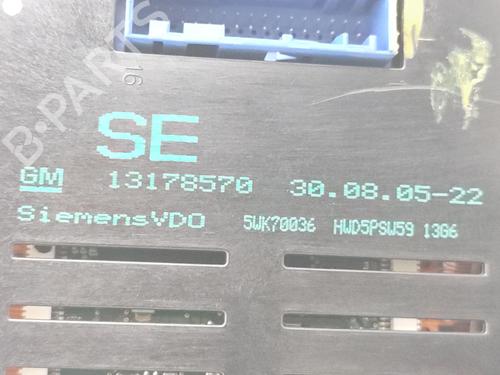 B-PARTS
16
SE
GM 13178570 30.08.05-22
SiemensVDO 5WK70036 HWD5PSW59 13G6